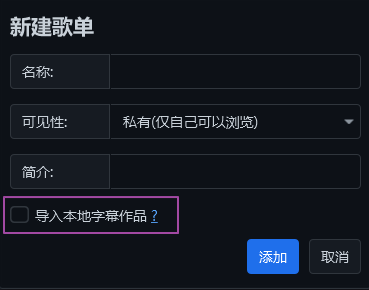 新建歌单
名称:
可见性: 私有(仅自己可以浏览)
简介:
导入本地字幕作品 ?
添加 取消